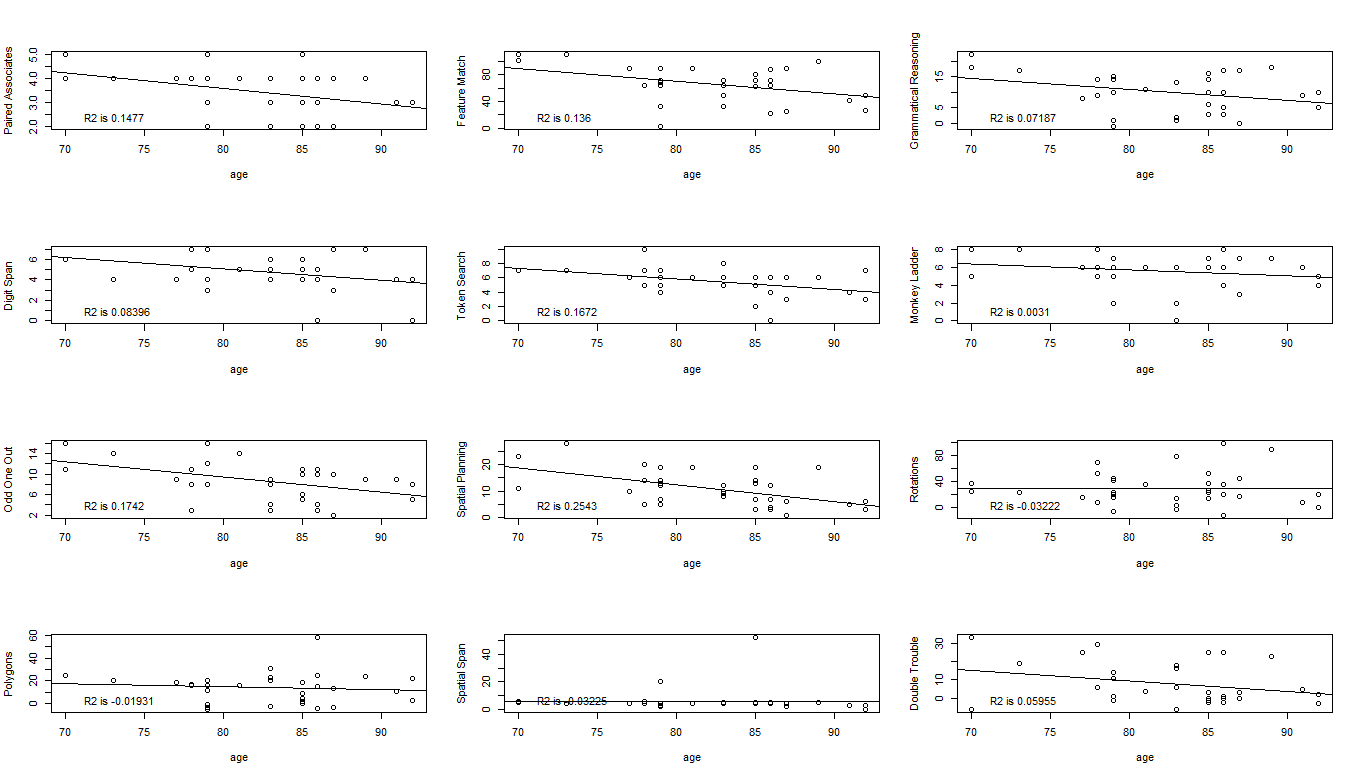 Paired Associates
5.0
4.0
3.0
2.0
R2 is 0.1477
70 75 80 85 90
age
Feature Match
80
40
0
R2 is 0.136
70 75 80 85 90
age
Grammatical Reasoning
15
5
0
R2 is 0.07187
70 75 80 85 90
age
Digit Span
6
4
2
0
R2 is 0.08396
70 75 80 85 90
age
Token Search
8
6
4
2
0
R2 is 0.1672
70 75 80 85 90
age
Monkey Ladder
8
6
4
2
0
R2 is 0.0031
70 75 80 85 90
age
Odd One Out
14
10
6
2
R2 is 0.1742
70 75 80 85 90
age
Spatial Planning
20
10
5
0
R2 is 0.2543
70 75 80 85 90
age
Rotations
80
40
0
R2 is -0.03222
70 75 80 85 90
age
Polygons
60
40
20
0
R2 is -0.01931
70 75 80 85 90
age
Spatial Span
40
20
0
R2 is -0.03225
70 75 80 85 90
age
Double Trouble
30
10
0
R2 is 0.05955
70 75 80 85 90
age